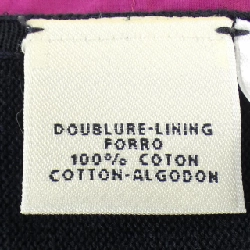 DOUBLURE-LINING
FORRO
100% COTON
COTTON-ALGODON